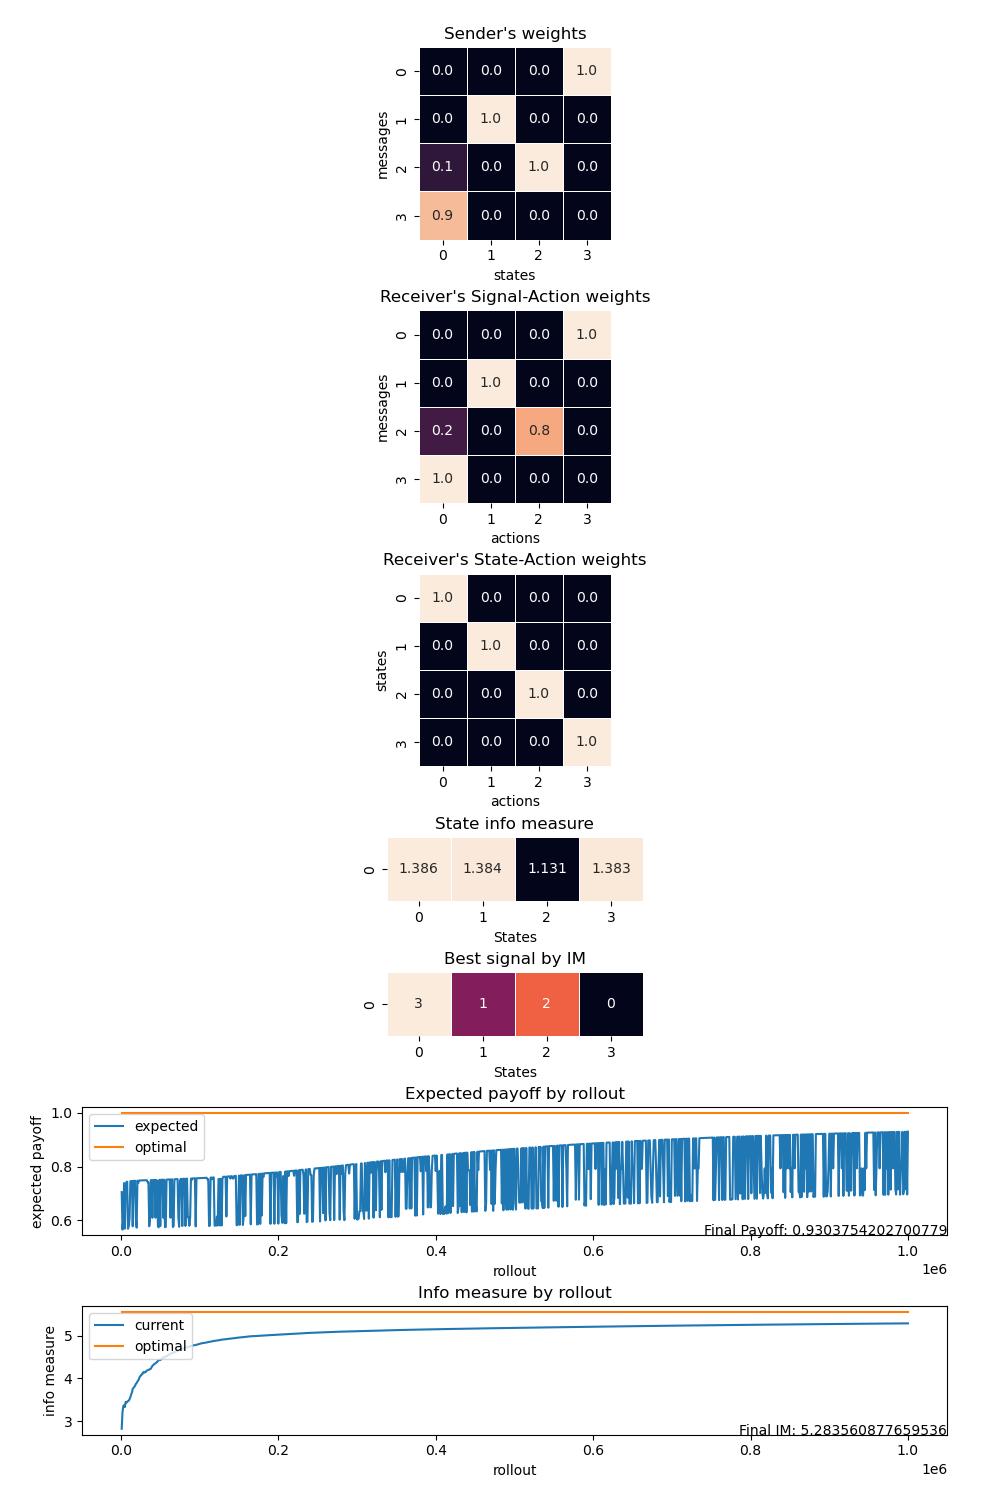 Sender's weights
0 0.0 0.0 0.0 1.0
1 0.0 1.0 0.0 0.0
2 0.1 0.0 1.0 0.0
3 0.9 0.0 0.0 0.0
messages
0 1 2 3
states
Receiver's Signal-Action weights
0 0.0 0.0 0.0 1.0
1 0.0 1.0 0.0 0.0
2 0.2 0.0 0.8 0.0
3 1.0 0.0 0.0 0.0
messages
0 1 2 3
actions
Receiver's State-Action weights
0 1.0 0.0 0.0 0.0
1 0.0 1.0 0.0 0.0
2 0.0 0.0 1.0 0.0
3 0.0 0.0 0.0 1.0
states
0 1 2 3
actions
State info measure
0 1.386 1.384 1.131 1.383
0 1 2 3
States
Best signal by IM
0 3 1 2 0
0 1 2 3
States
Expected payoff by rollout
expected payoff
1.0
0.8
0.6
expected
optimal
Final Payoff: 0.9303754202700779
0.0 0.2 0.4 0.6 0.8 1.0
1e6
rollout
Info measure by rollout
info measure
5
4
3
current
optimal
Final IM: 5.283560877659536
0.0 0.2 0.4 0.6 0.8 1.0
1e6
rollout